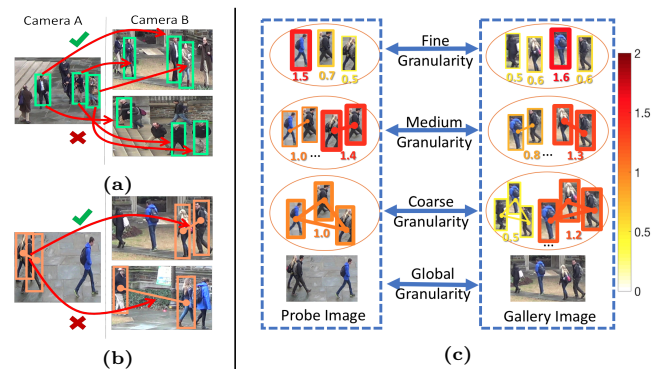 Camera A
Camera B
(a)
(b)
Fine
Granularity
1.5 0.7 0.5
0.5 0.6 1.6 0.6
Medium
Granularity
1.0 ... 1.4
0.8 ... 1.3
Coarse
Granularity
1.0
0.5 ... 1.2
Global
Granularity
Probe Image
Gallery Image
(c)
2
1.5
1
0.5
0